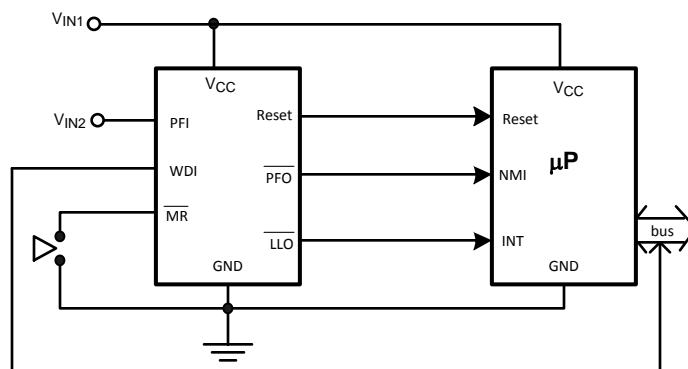 VIN1
VCC
VCC
VIN2
PFI
Reset
Reset
μP
WDI
PFO
NMI
MR
LLO
INT
bus
GND
GND